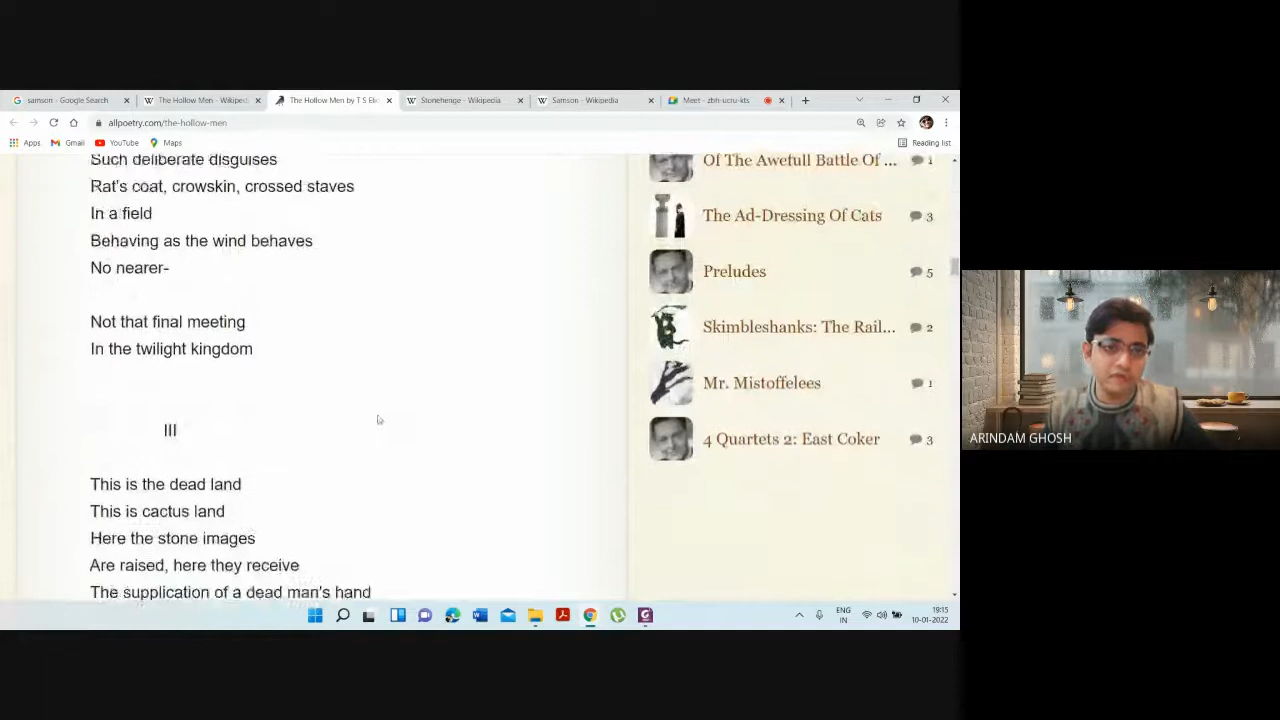 samson - Google Search
The Hollow Men - Wikiped
The Hollow Men by T S Eli
Stonehenge - Wikipedia
Samson - Wikipedia
Meet - zbh-ucru-kts
allpoetry.com/the-hollow-men
Apps
Gmail
YouTube
Maps
Reading list
Such deliberate disguises
Rat's coat, crowskin, crossed staves
In a field
Behaving as the wind behaves
No nearer-
Not that final meeting
In the twilight kingdom
III
This is the dead land
This is cactus land
Here the stone images
Are raised, here they receive
The supplication of a dead man's hand
Of The Awefull Battle Of ... 1
The Ad-Dressing Of Cats 3
Preludes 5
Skimbleshanks: The Rail... 2
Mr. Mistoffelees 1
4 Quartets 2: East Coker 3
ARINDAM GHOSH
ENG
IN
19:15
10-01-2022